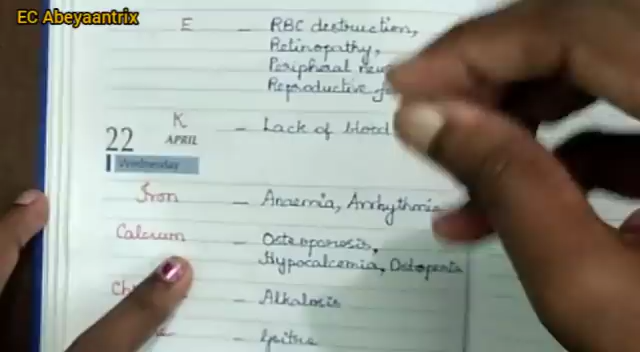 EC Abeyaantrix
E – RBC destruction,
Retinopathy,
Peripheral
Reproductive
K – Lack of blood
22 APRIL
Wednesday
Iron – Anaemia, Arrhythmia
Calcium – Osteoporosis,
Hypocalcemia, Osteopenia
– Alkalosis
– Goitre